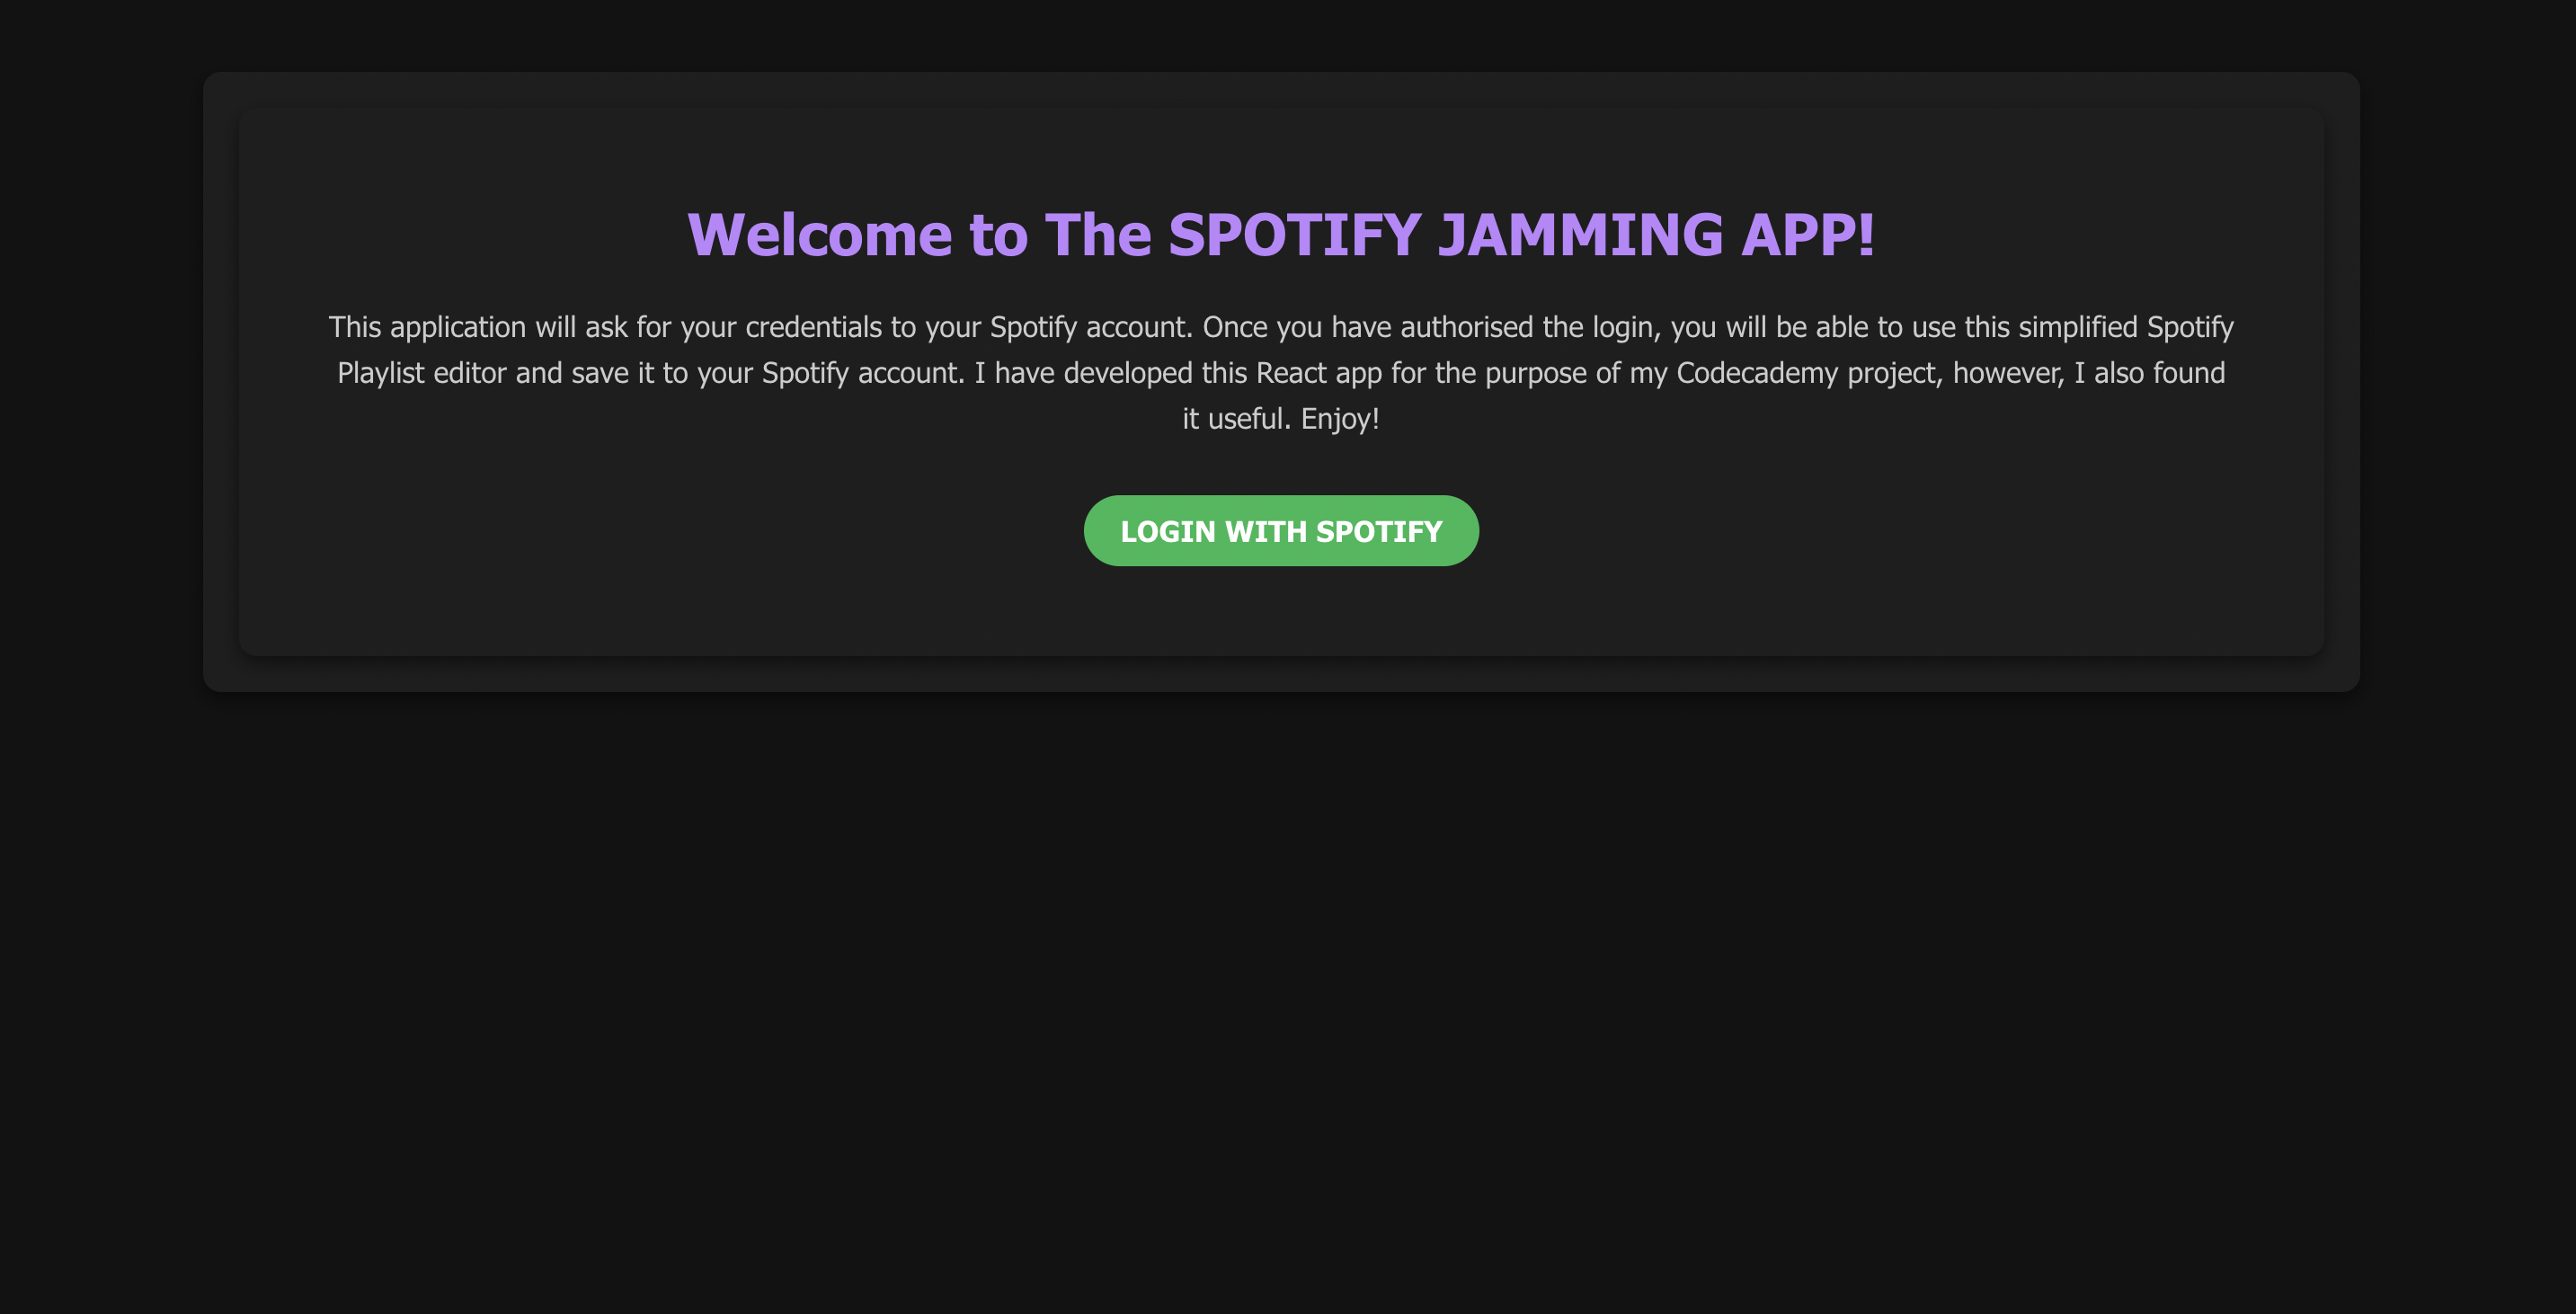 Welcome to The SPOTIFY JAMMING APP!
This application will ask for your credentials to your Spotify account. Once you have authorised the login, you will be able to use this simplified Spotify
Playlist editor and save it to your Spotify account. I have developed this React app for the purpose of my Codecademy project, however, I also found
it useful. Enjoy!
LOGIN WITH SPOTIFY